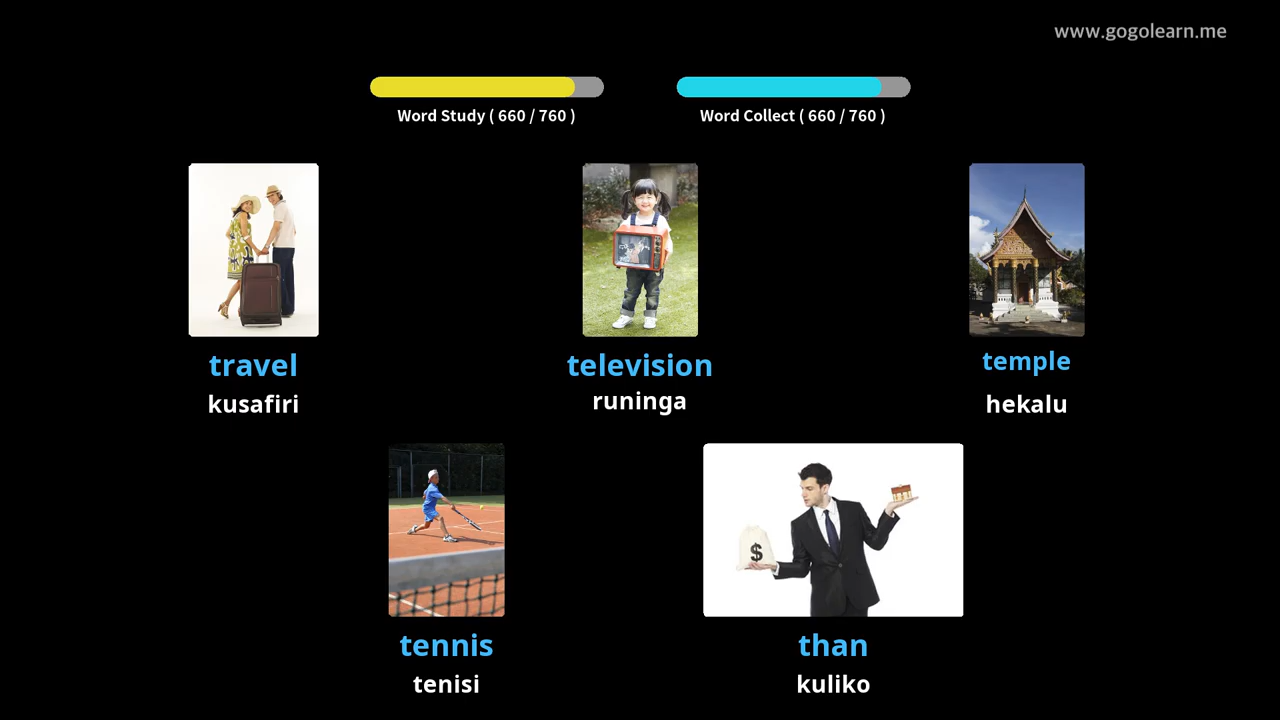 www.gogolearn.me
Word Study ( 660 / 760 )
Word Collect ( 660 / 760 )
travel
kusafiri
television
runinga
temple
hekalu
$
tennis
tenisi
than
kuliko